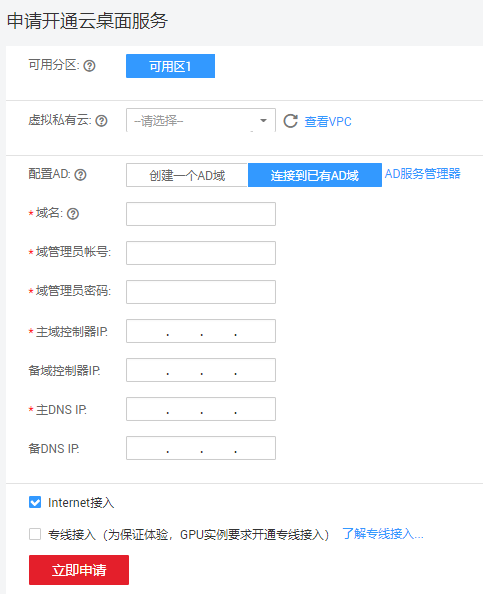 申请开通云桌面服务
可用分区: ? 可用区1
虚拟私有云: ? --请选择-- 查看VPC
配置AD: ? 创建一个AD域 连接到已有AD域 AD服务管理器
* 域名: ?
* 域管理员帐号:
* 域管理员密码:
* 主域控制器IP: . . .
备域控制器IP: . . .
* 主DNS IP: . . .
备DNS IP: . . .
Internet接入
专线接入（为保证体验，GPU实例要求开通专线接入） 了解专线接入...
立即申请